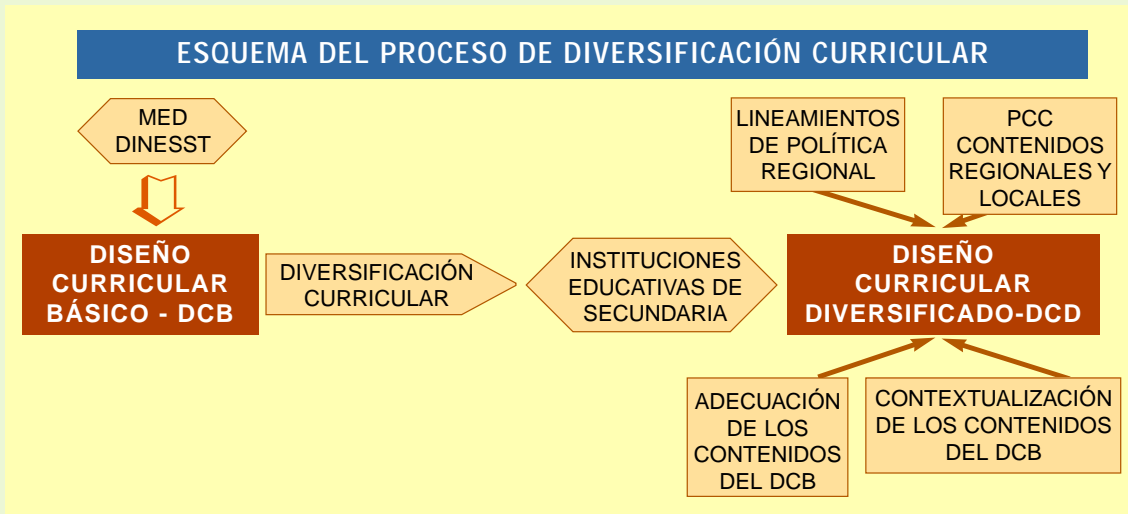 ESQUEMA DEL PROCESO DE DIVERSIFICACIÓN CURRICULAR
MED
DINESST
DISEÑO
CURRICULAR
BÁSICO - DCB
DIVERSIFICACIÓN
CURRICULAR
INSTITUCIONES
EDUCATIVAS DE
SECUNDARIA
LINEAMIENTOS
DE POLÍTICA
REGIONAL
PCC
CONTENIDOS
REGIONALES Y
LOCALES
DISEÑO
CURRICULAR
DIVERSIFICADO-DCD
ADECUACIÓN
DE LOS
CONTENIDOS
DEL DCB
CONTEXTUALIZACIÓN
DE LOS CONTENIDOS
DEL DCB